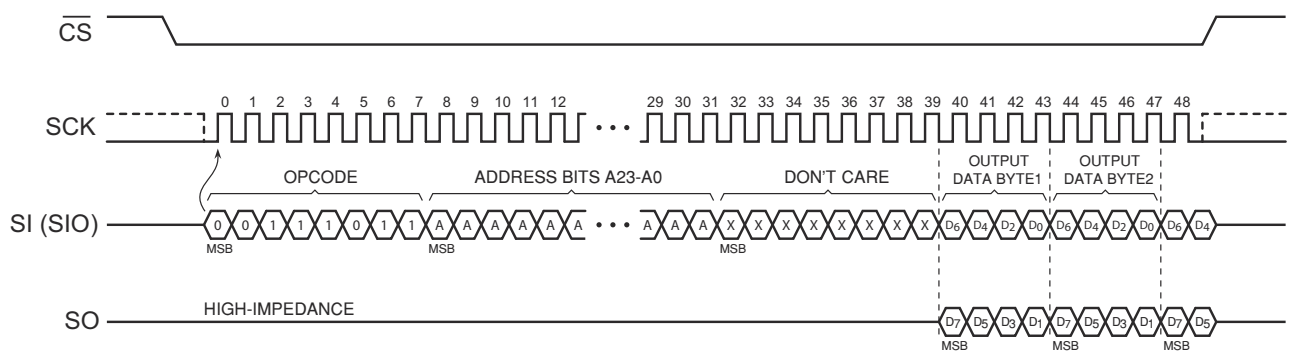 CS
0 1 2 3 4 5 6 7 8 9 10 11 12 29 30 31 32 33 34 35 36 37 38 39 40 41 42 43 44 45 46 47 48
SCK
OPCODE ADDRESS BITS A23-A0 DON'T CARE OUTPUT DATA BYTE1 OUTPUT DATA BYTE2
SI (SIO) 0 0 1 1 1 0 1 1 A A A A A A A A A X X X X X X X X D6 D4 D2 D0 D6 D4 D2 D0 D6 D4
MSB MSB MSB
HIGH-IMPEDANCE
SO D7 D5 D3 D1 D7 D5 D3 D1 D7 D5
MSB MSB MSB